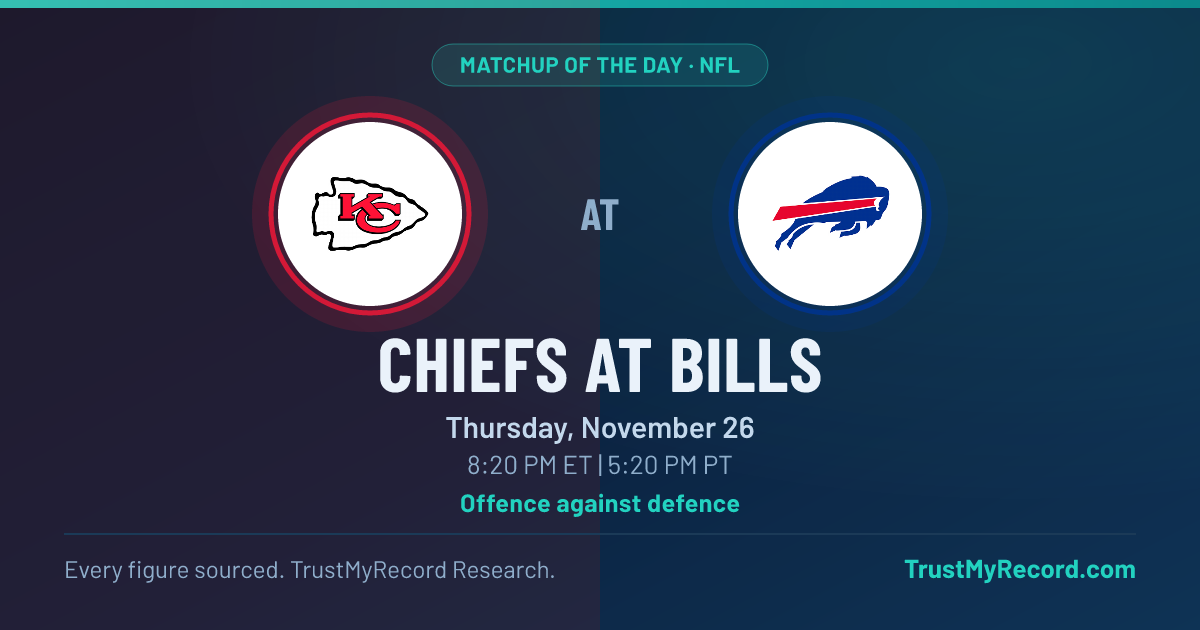 MATCHUP OF THE DAY · NFL
KC
AT
CHIEFS AT BILLS
Thursday, November 26
8:20 PM ET | 5:20 PM PT
Offence against defence
Every figure sourced. TrustMyRecord Research.
TrustMyRecord.com